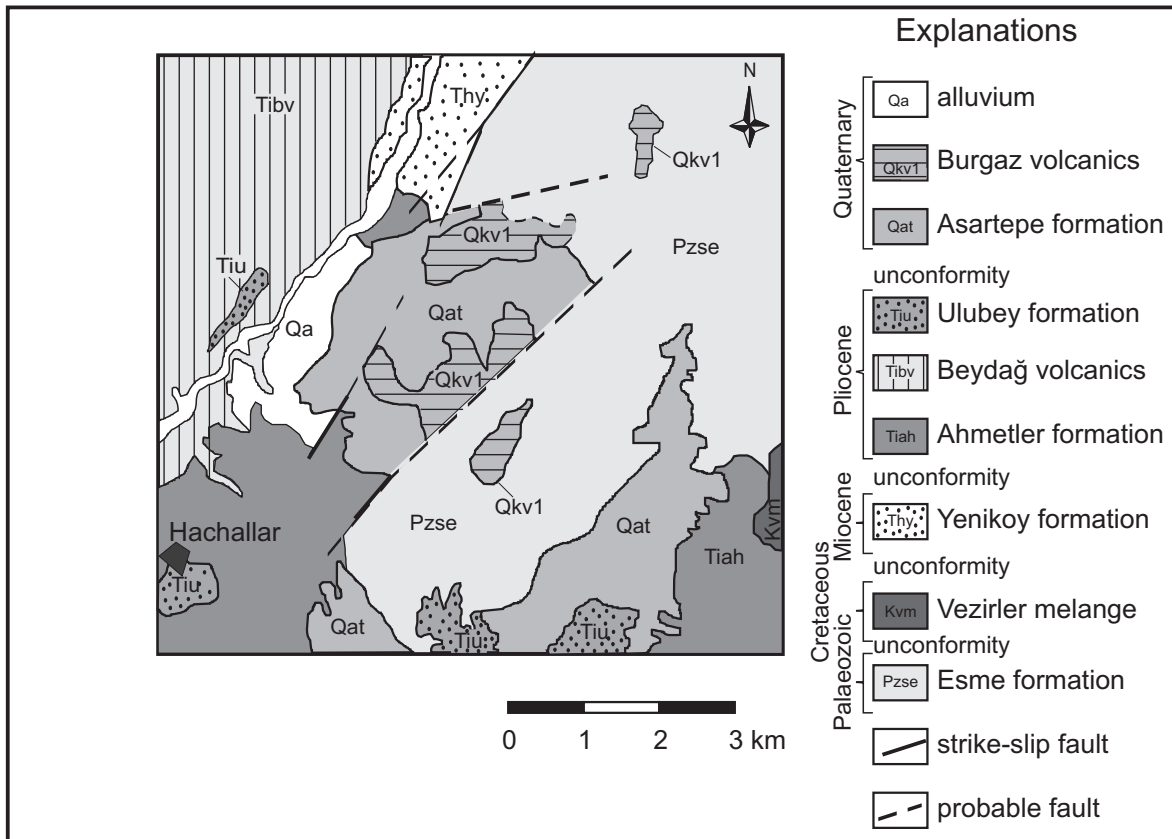 Explanations
N
Tibv
Thy
Qkv1
Qkv1
Pzse
Tiu
Qa
Qat
Qkv1
Qkv1
Pzse
Qat
Hachallar
Tiah
Kvm
Tiu
Qat
Tiu
Tiu
0 1 2 3 km
Quaternary
Qa alluvium
Qkv1 Burgaz volcanics
Qat Asartepe formation
unconformity
Pliocene
Tiu Ulubey formation
Tibv Beydağ volcanics
Tiah Ahmetler formation
unconformity
Miocene
Thy Yenikoy formation
unconformity
Cretaceous
Kvm Vezirler melange
unconformity
Palaeozoic
Pzse Esme formation
strike-slip fault
probable fault